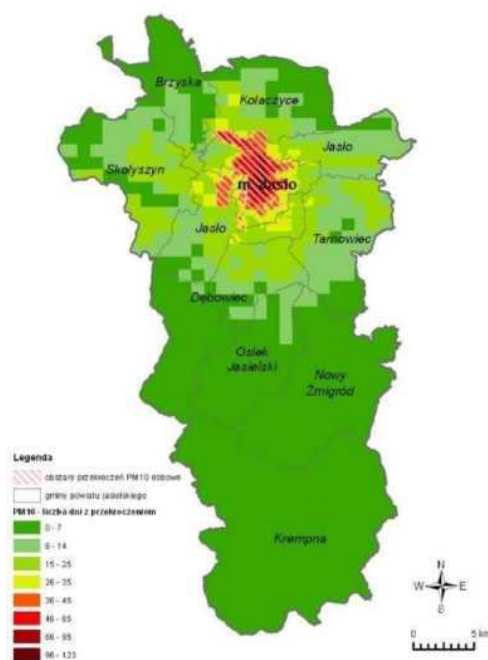 Brzyska
Kołaczyce
Jasło
Skołyszyn
m. Jasło
Jasło
Tarnowiec
Dębowiec
Osiek
Jasielski
Nowy
Żmigród
Krempna
Legenda
obszary przekroczeń PM10 dobowe
gminy powiatu jasielskiego
PM10 - liczba dni z przekroczeniem
0 - 7
8 - 14
15 - 25
26 - 35
36 - 45
46 - 65
66 - 95
96 - 123
N
W E
S
0 5 km